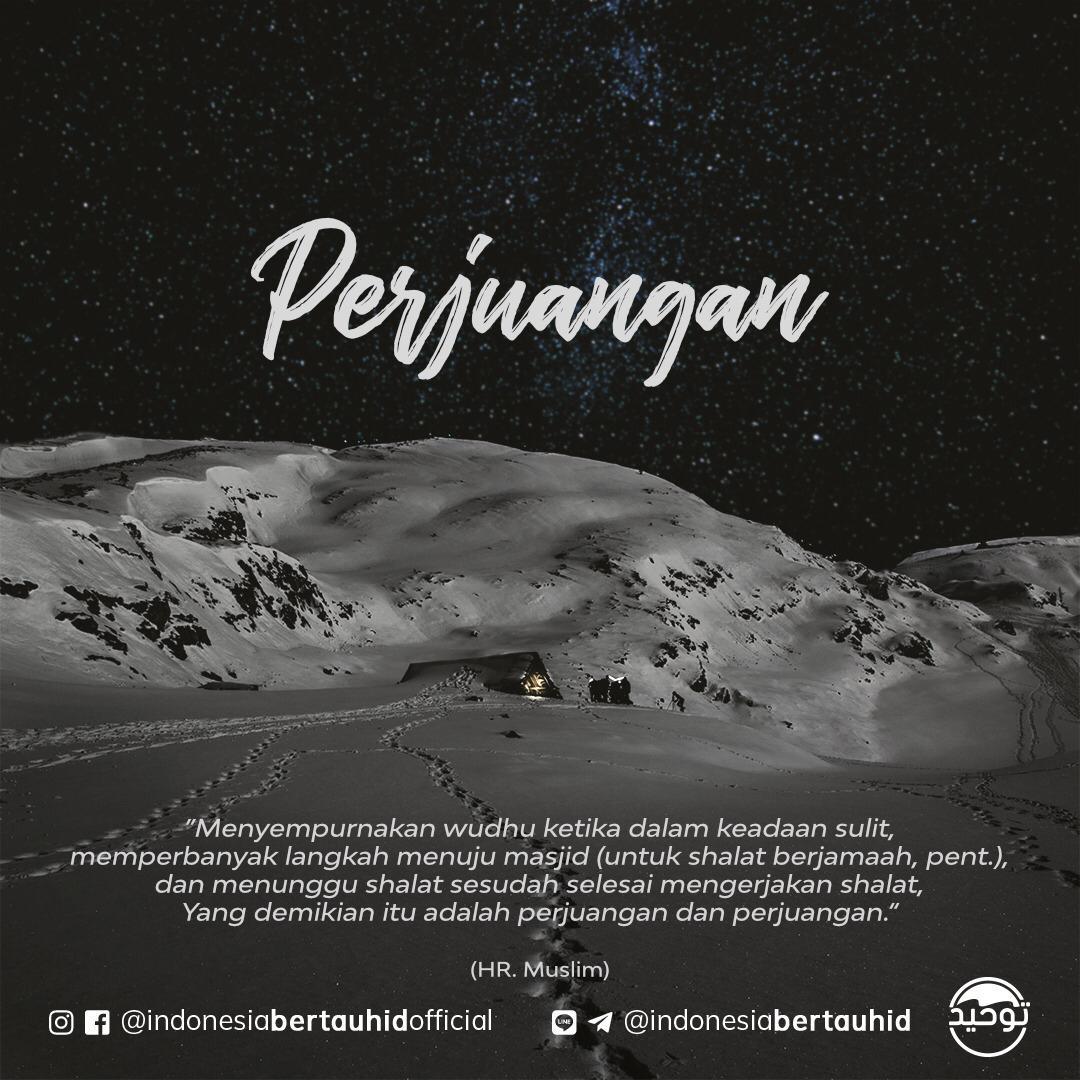 Perjuangan
"Menyempurnakan wudhu ketika dalam keadaan sulit,
memperbanyak langkah menuju masjid (untuk shalat berjamaah, pent.),
dan menunggu shalat sesudah selesai mengerjakan shalat,
Yang demikian itu adalah perjuangan dan perjuangan."
(HR. Muslim)
@indonesiabertauhidofficial
LINE @indonesiabertauhid
توحيد